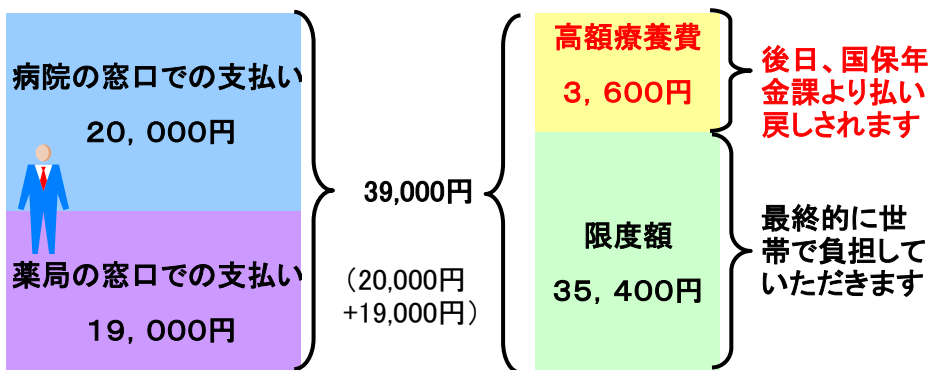 病院の窓口での支払い
20，000円
薬局の窓口での支払い
19，000円
39,000円
（20,000円
+19,000円）
高額療養費
3，600円
限度額
35，400円
後日、国保年
金課より払い
戻しされます
最終的に世
帯で負担して
いただきます